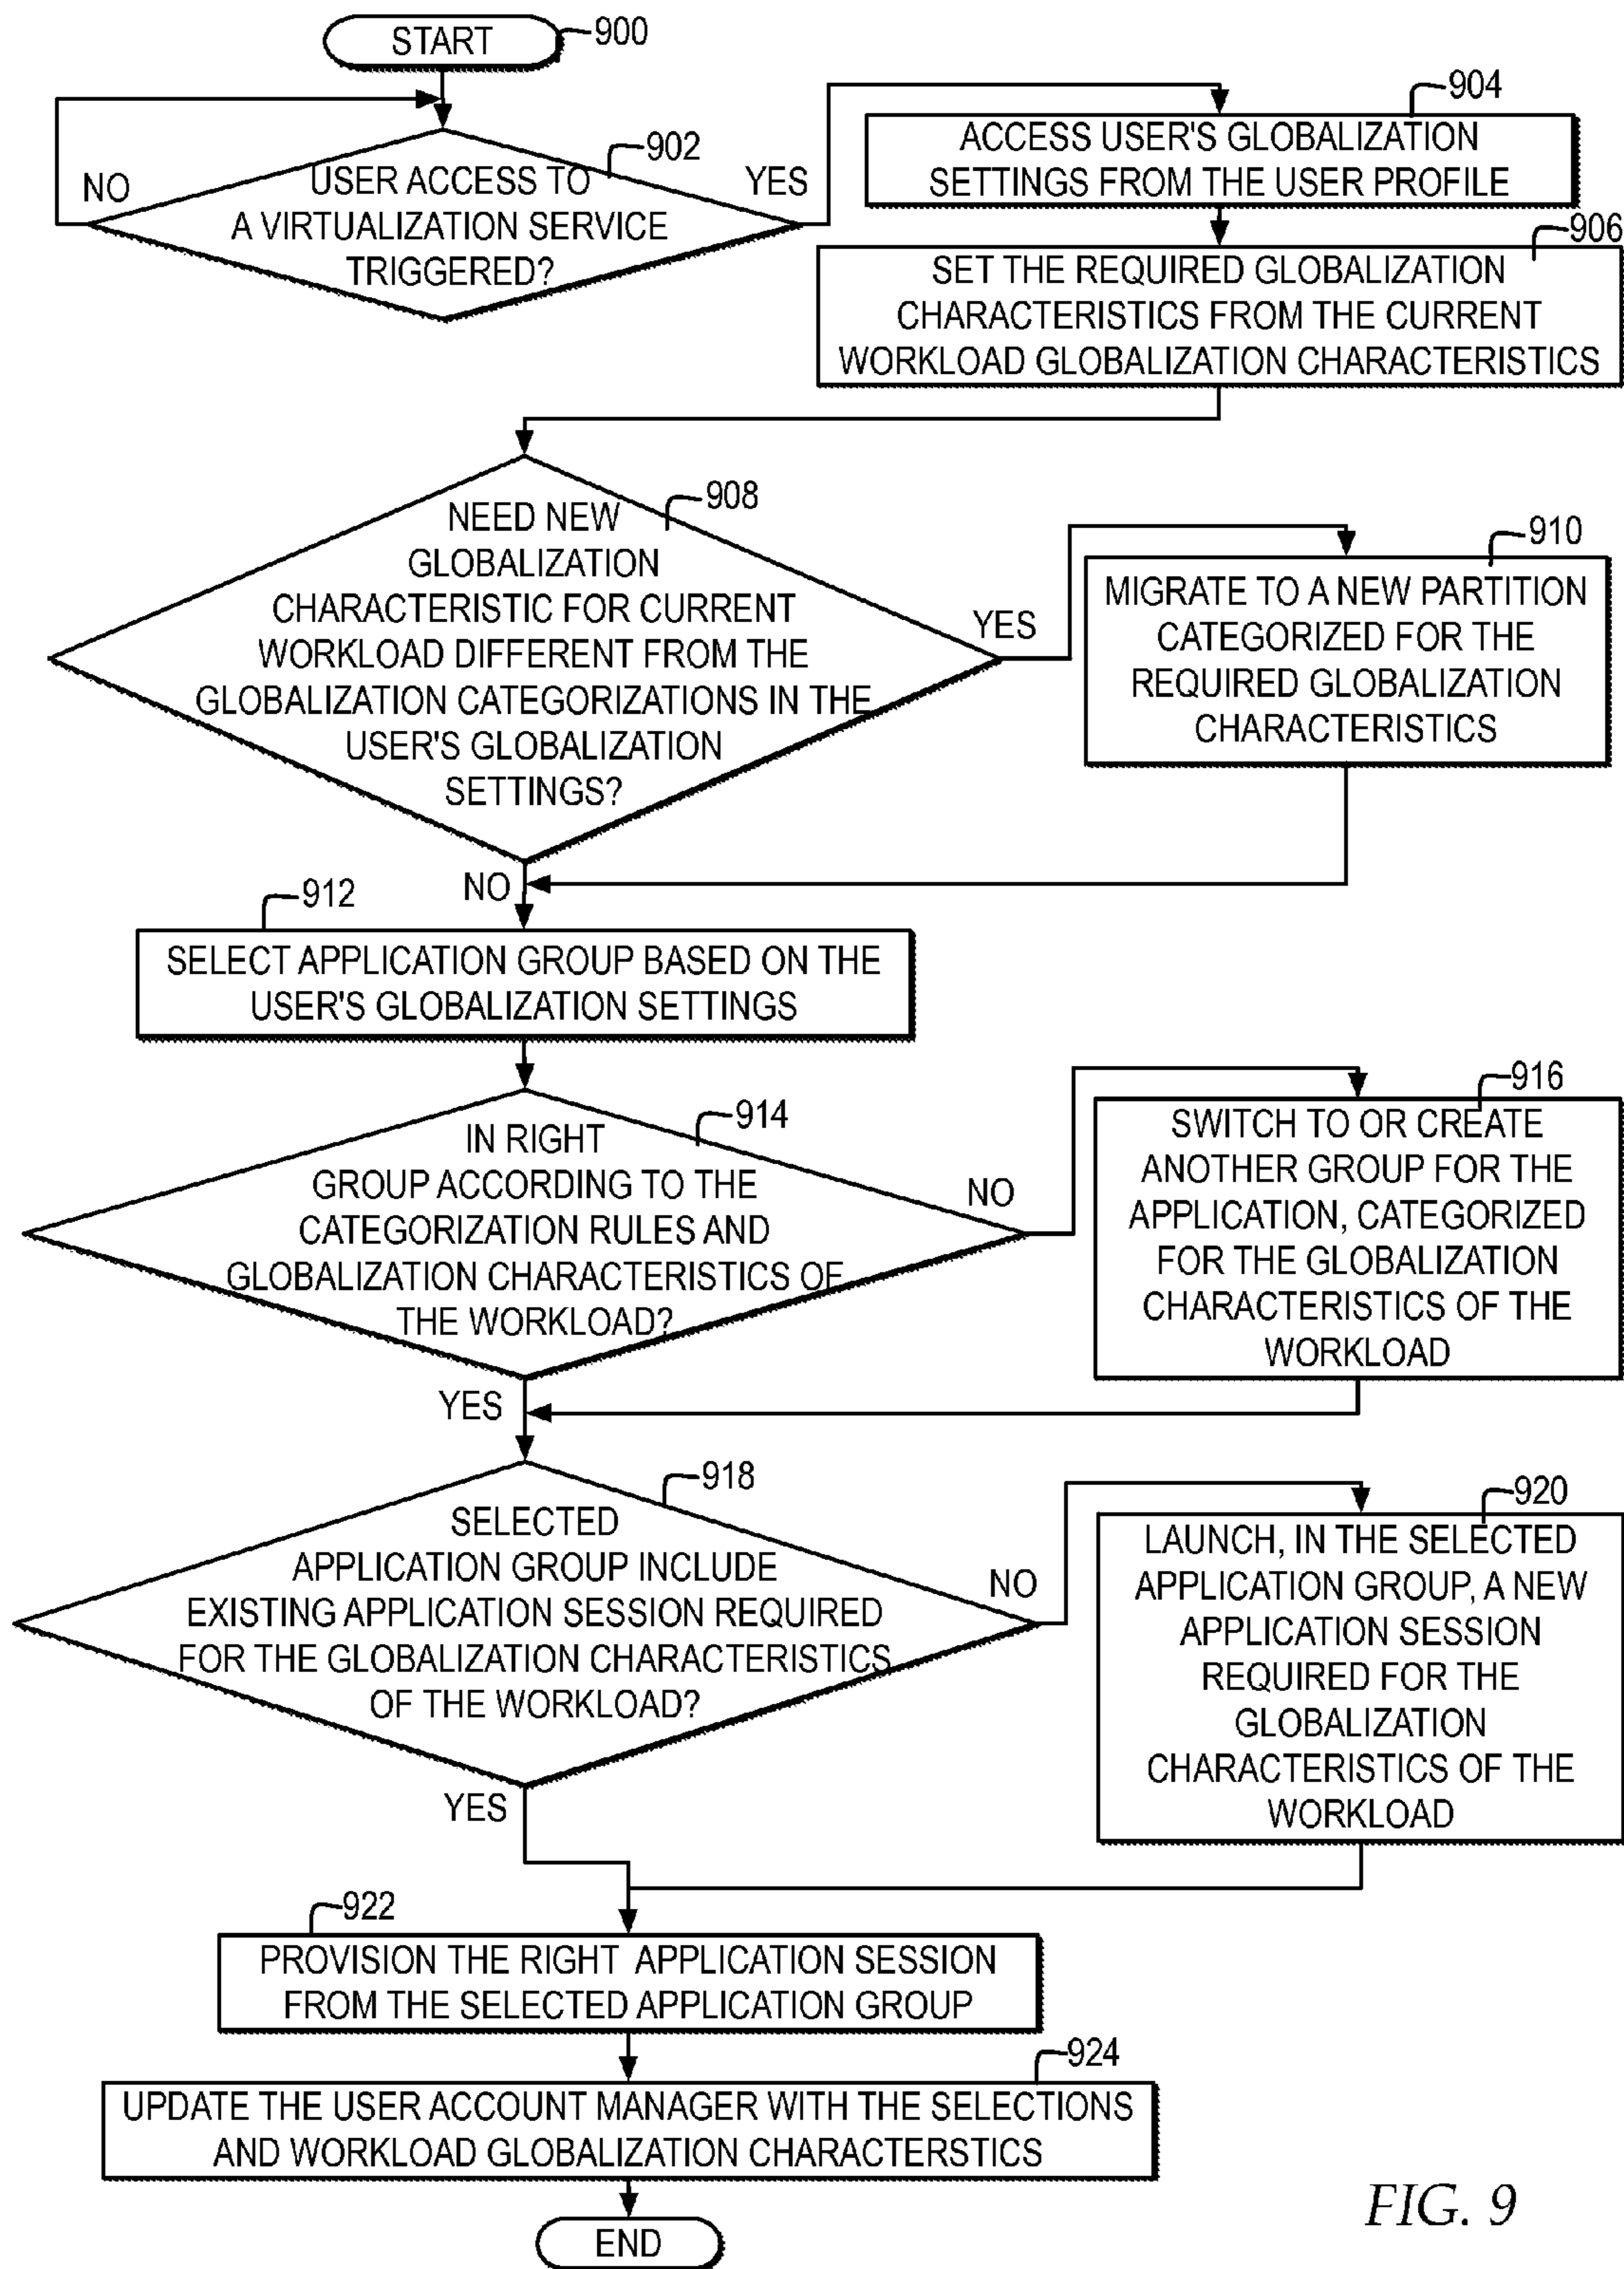 START
900
902
NO
USER ACCESS TO
A VIRTUALIZATION SERVICE
TRIGGERED?
YES
904
ACCESS USER'S GLOBALIZATION
SETTINGS FROM THE USER PROFILE
906
SET THE REQUIRED GLOBALIZATION
CHARACTERISTICS FROM THE CURRENT
WORKLOAD GLOBALIZATION CHARACTERISTICS
908
NEED NEW
GLOBALIZATION
CHARACTERISTIC FOR CURRENT
WORKLOAD DIFFERENT FROM THE
GLOBALIZATION CATEGORIZATIONS IN THE
USER'S GLOBALIZATION
SETTINGS?
YES
910
MIGRATE TO A NEW PARTITION
CATEGORIZED FOR THE
REQUIRED GLOBALIZATION
CHARACTERISTICS
NO
912
SELECT APPLICATION GROUP BASED ON THE
USER'S GLOBALIZATION SETTINGS
914
IN RIGHT
GROUP ACCORDING TO THE
CATEGORIZATION RULES AND
GLOBALIZATION CHARACTERISTICS OF
THE WORKLOAD?
NO
916
SWITCH TO OR CREATE
ANOTHER GROUP FOR THE
APPLICATION, CATEGORIZED
FOR THE GLOBALIZATION
CHARACTERISTICS OF THE
WORKLOAD
YES
918
SELECTED
APPLICATION GROUP INCLUDE
EXISTING APPLICATION SESSION REQUIRED
FOR THE GLOBALIZATION CHARACTERISTICS
OF THE WORKLOAD?
NO
920
LAUNCH, IN THE SELECTED
APPLICATION GROUP, A NEW
APPLICATION SESSION
REQUIRED FOR THE
GLOBALIZATION
CHARACTERISTICS OF THE
WORKLOAD
YES
922
PROVISION THE RIGHT APPLICATION SESSION
FROM THE SELECTED APPLICATION GROUP
924
UPDATE THE USER ACCOUNT MANAGER WITH THE SELECTIONS
AND WORKLOAD GLOBALIZATION CHARACTERSTICS
END
FIG. 9